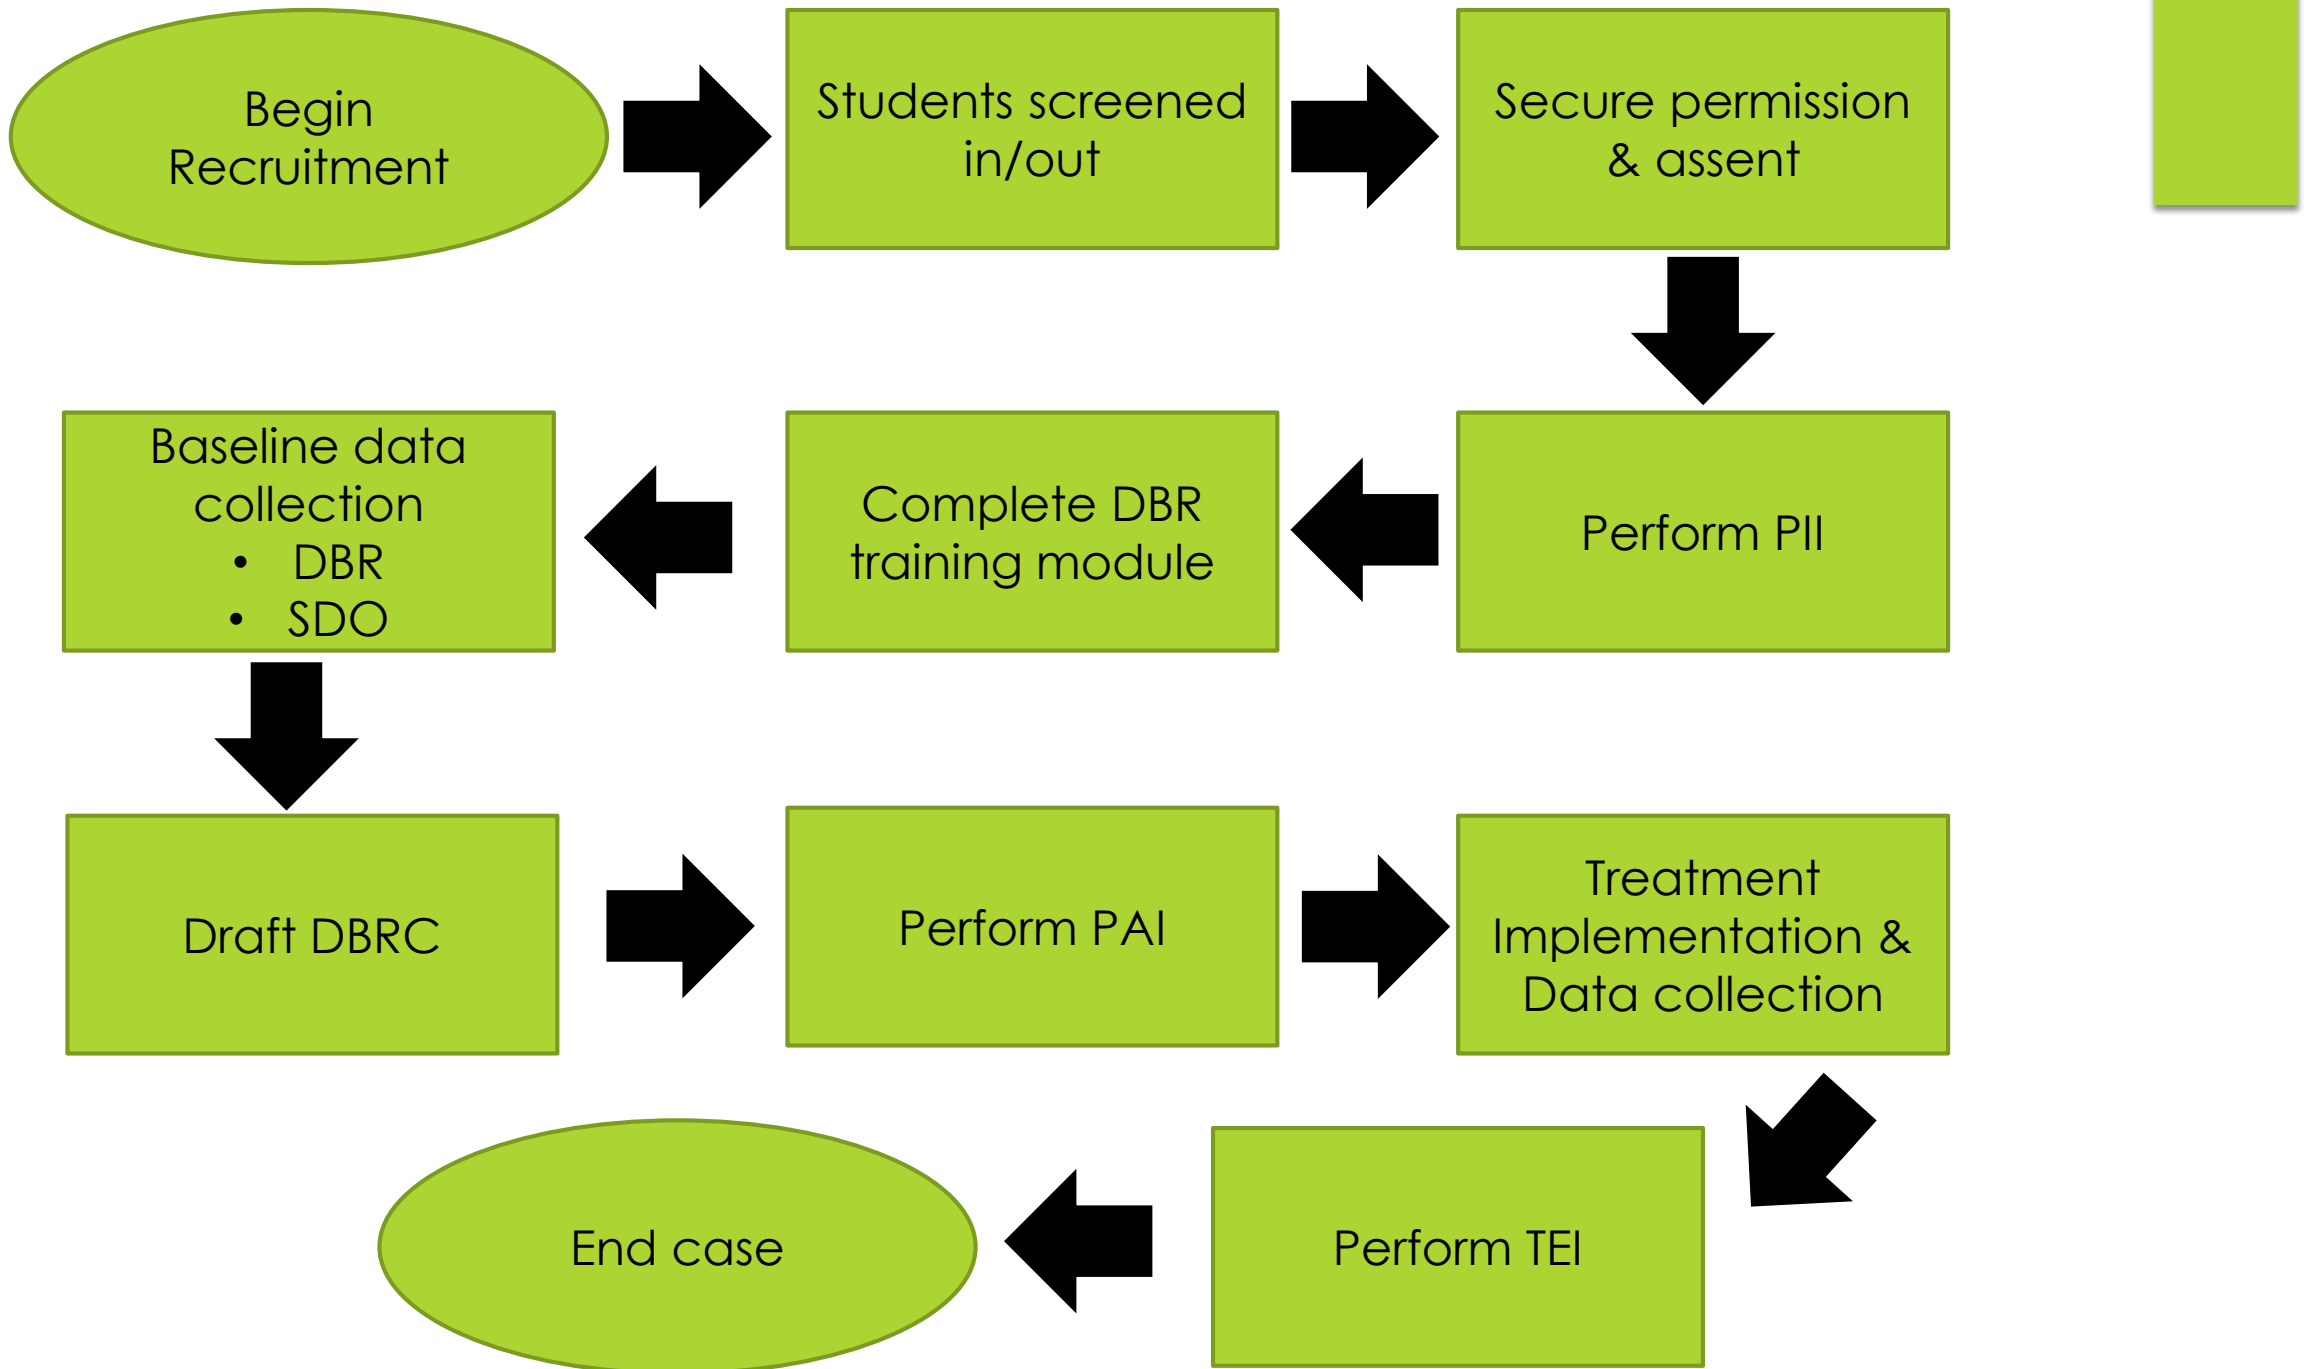 Begin
Recruitment
Students screened
in/out
Secure permission
& assent
Perform PII
Complete DBR
training module
Baseline data
collection
• DBR
• SDO
Draft DBRC
Perform PAI
Treatment
Implementation &
Data collection
Perform TEI
End case